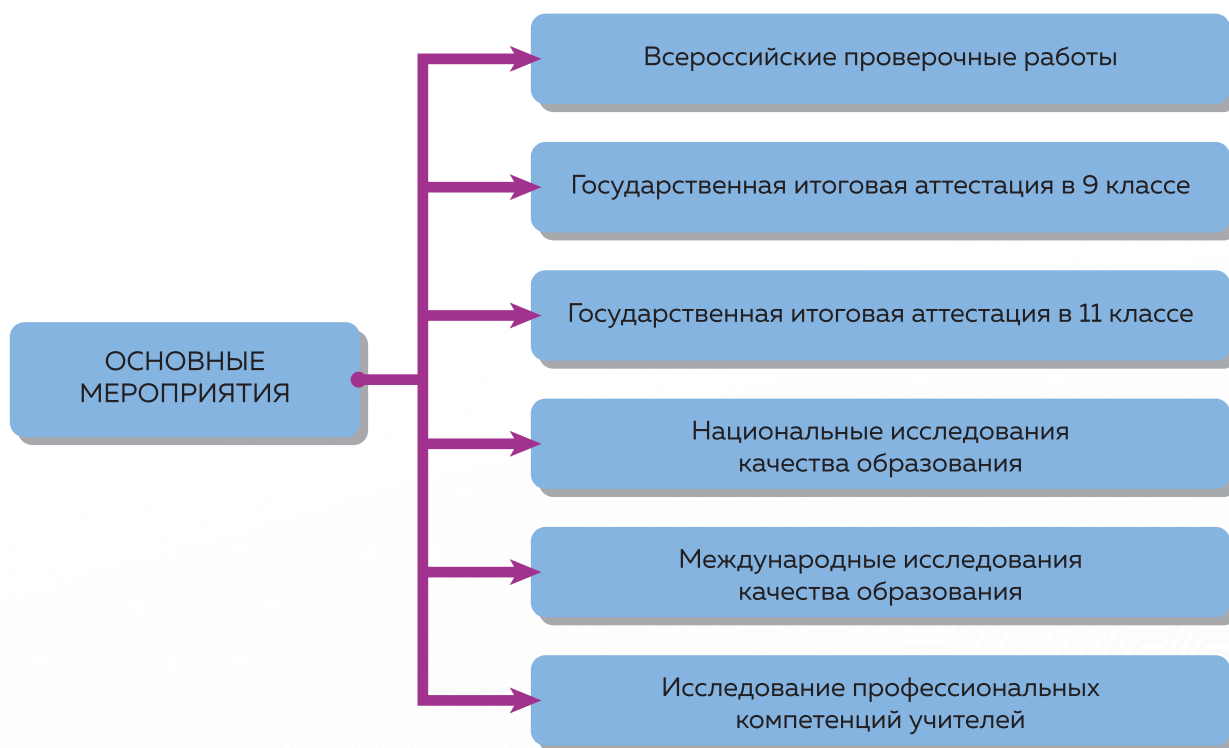 Всероссийские проверочные работы
Государственная итоговая аттестация в 9 классе
Государственная итоговая аттестация в 11 классе
ОСНОВНЫЕ
МЕРОПРИЯТИЯ
Национальные исследования
качества образования
Международные исследования
качества образования
Исследование профессиональных
компетенций учителей